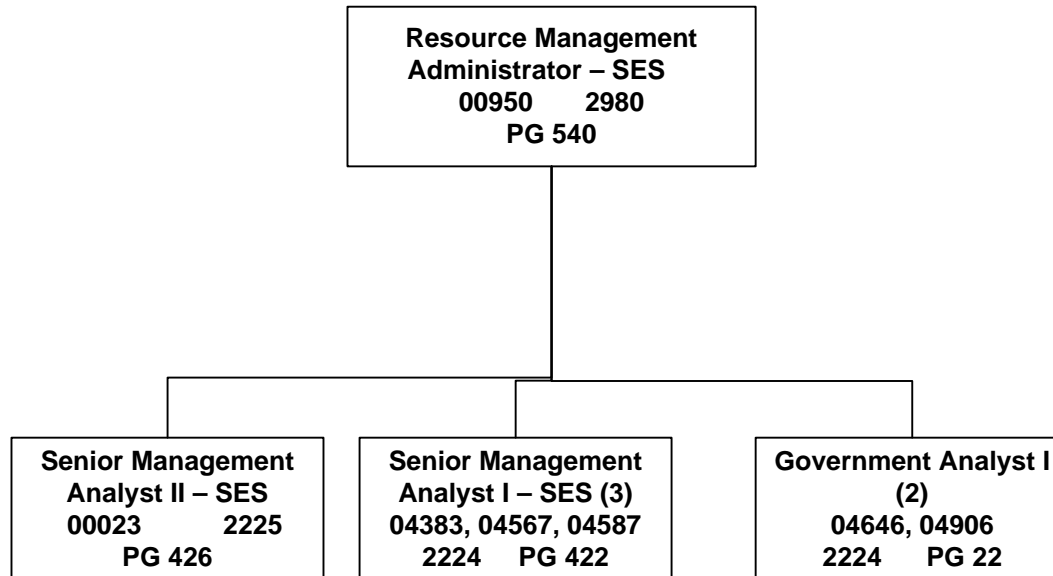 Resource Management
Administrator – SES
00950 2980
PG 540
Senior Management
Analyst II – SES
00023 2225
PG 426
Senior Management
Analyst I – SES (3)
04383, 04567, 04587
2224 PG 422
Government Analyst I
(2)
04646, 04906
2224 PG 22